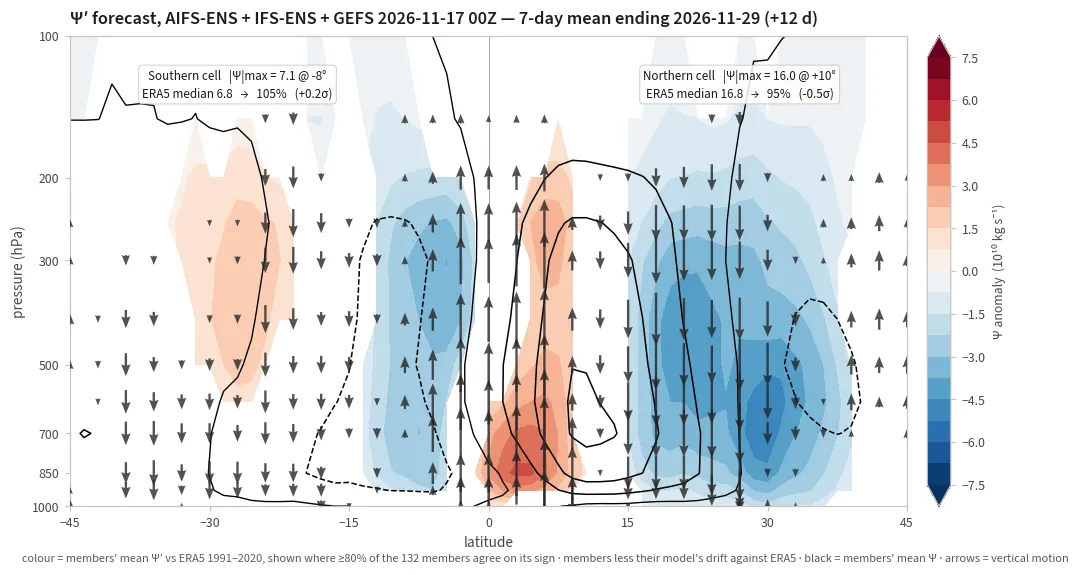 Ψ′ forecast, AIFS-ENS + IFS-ENS + GEFS 2026-11-17 00Z — 7-day mean ending 2026-11-29 (+12 d)
Southern cell |Ψ|max = 7.1 @ -8°
ERA5 median 6.8 → 105% (+0.2σ)
Northern cell |Ψ|max = 16.0 @ +10°
ERA5 median 16.8 → 95% (-0.5σ)
pressure (hPa)
100
200
300
400
500
700
850
1000
−45
−30
−15
0
15
30
45
latitude
7.5
6.0
4.5
3.0
1.5
0.0
−1.5
−3.0
−4.5
−6.0
−7.5
Ψ anomaly (10¹⁰ kg s⁻¹)
colour = members' mean Ψ′ vs ERA5 1991–2020, shown where ≥80% of the 132 members agree on its sign · members less their model's drift against ERA5 · black = members' mean Ψ · arrows = vertical motion